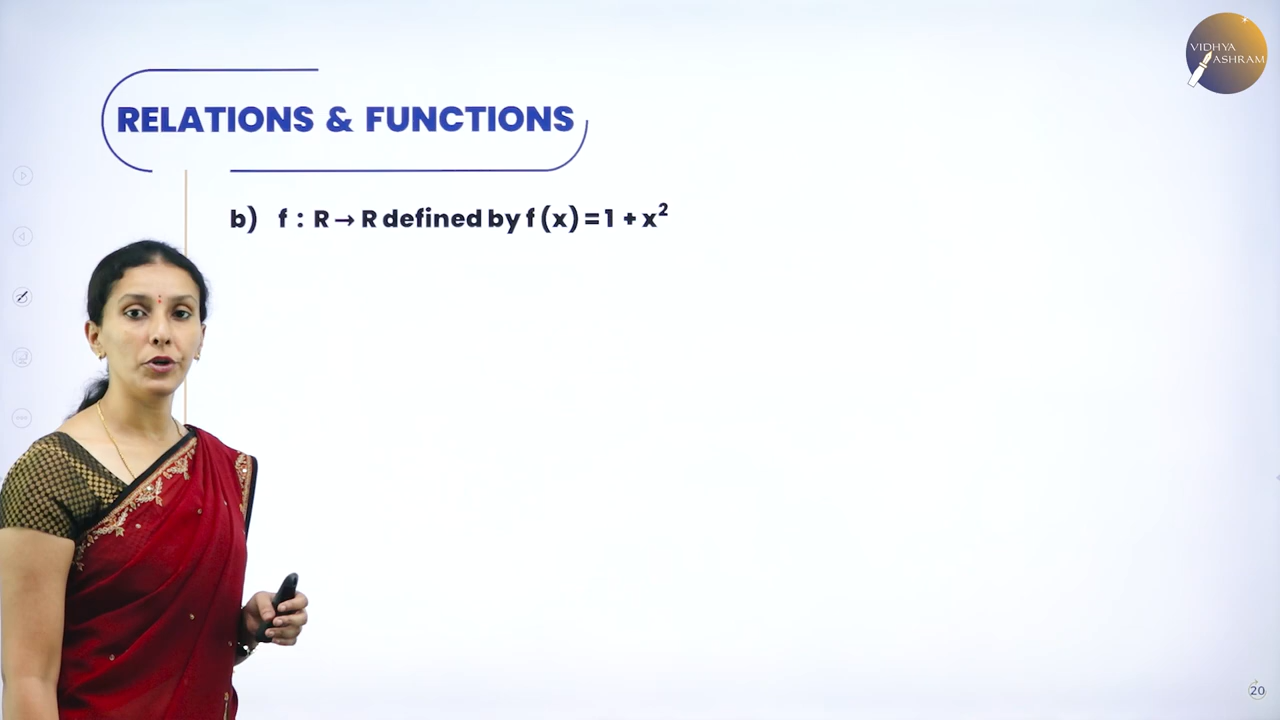 VIDHYA
ASHRAM
RELATIONS & FUNCTIONS
b) f : R → R defined by f (x) = 1 + x²
20